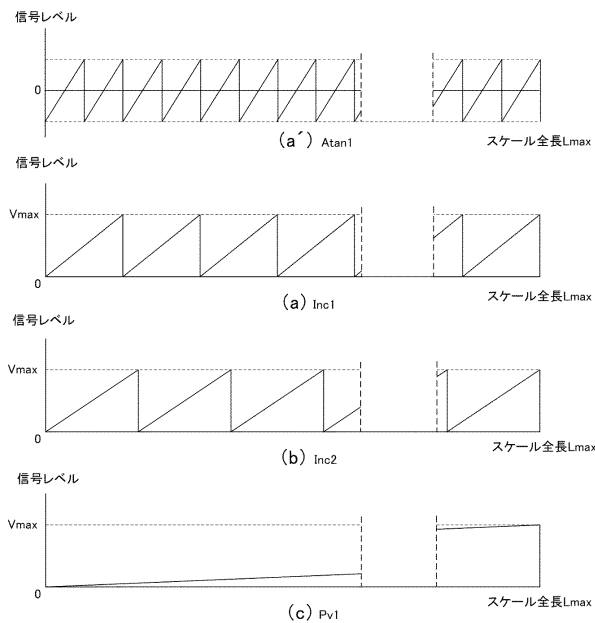 信号レベル
0
(a´) Atan1
スケール全長Lmax
信号レベル
Vmax
0
(a) Inc1
スケール全長Lmax
信号レベル
Vmax
0
(b) Inc2
スケール全長Lmax
信号レベル
Vmax
0
(c) Pv1
スケール全長Lmax